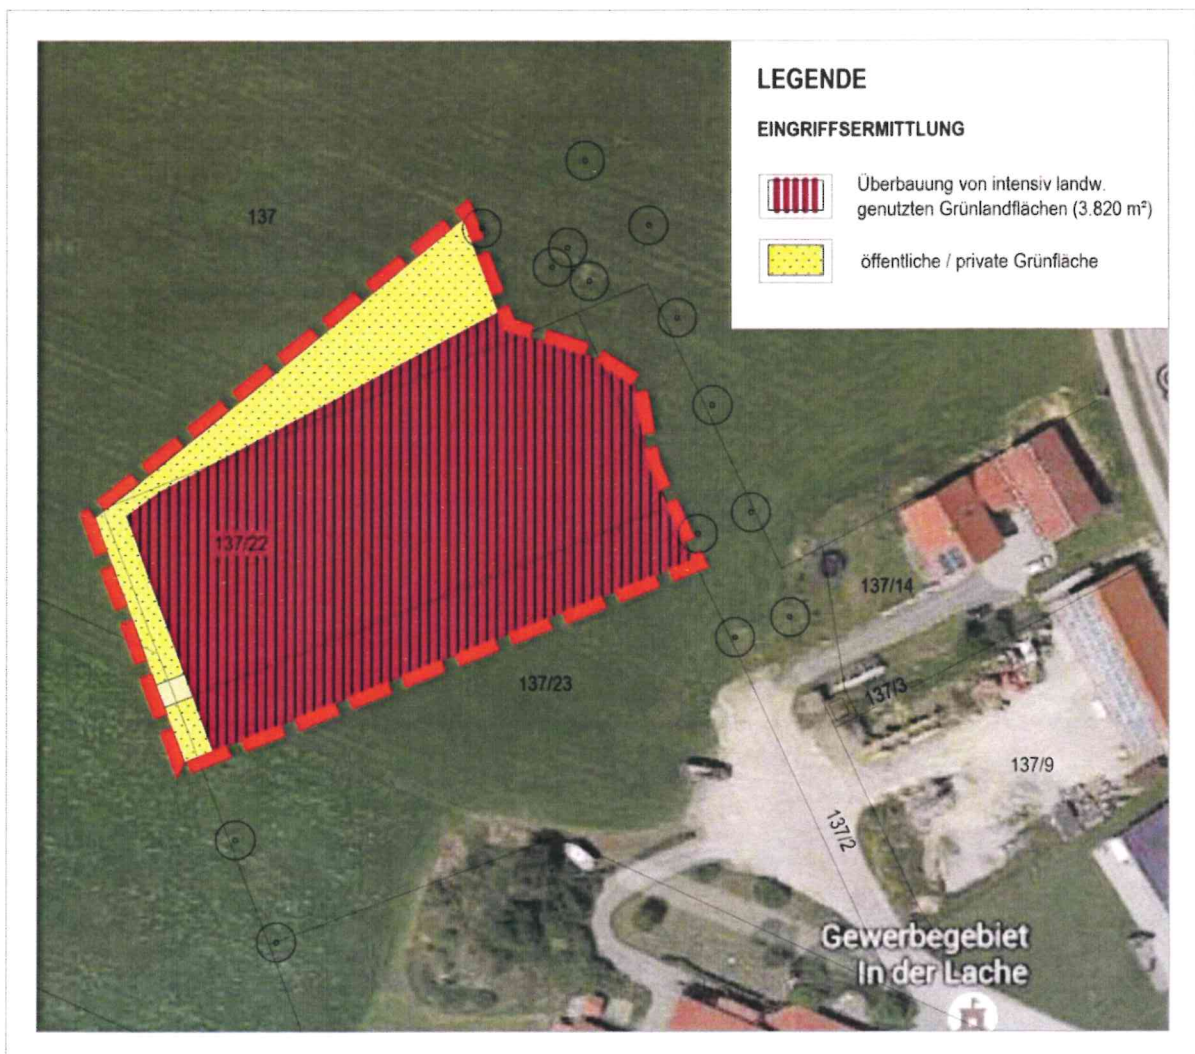 LEGENDE
EINGRIFFSERMITTLUNG
Überbauung von intensiv landw.
genutzten Grünlandflächen (3.820 m²)
öffentliche / private Grünfläche
137
137/22
137/23
137/14
137/3
137/9
137/2
Gewerbegebiet
In der Lache